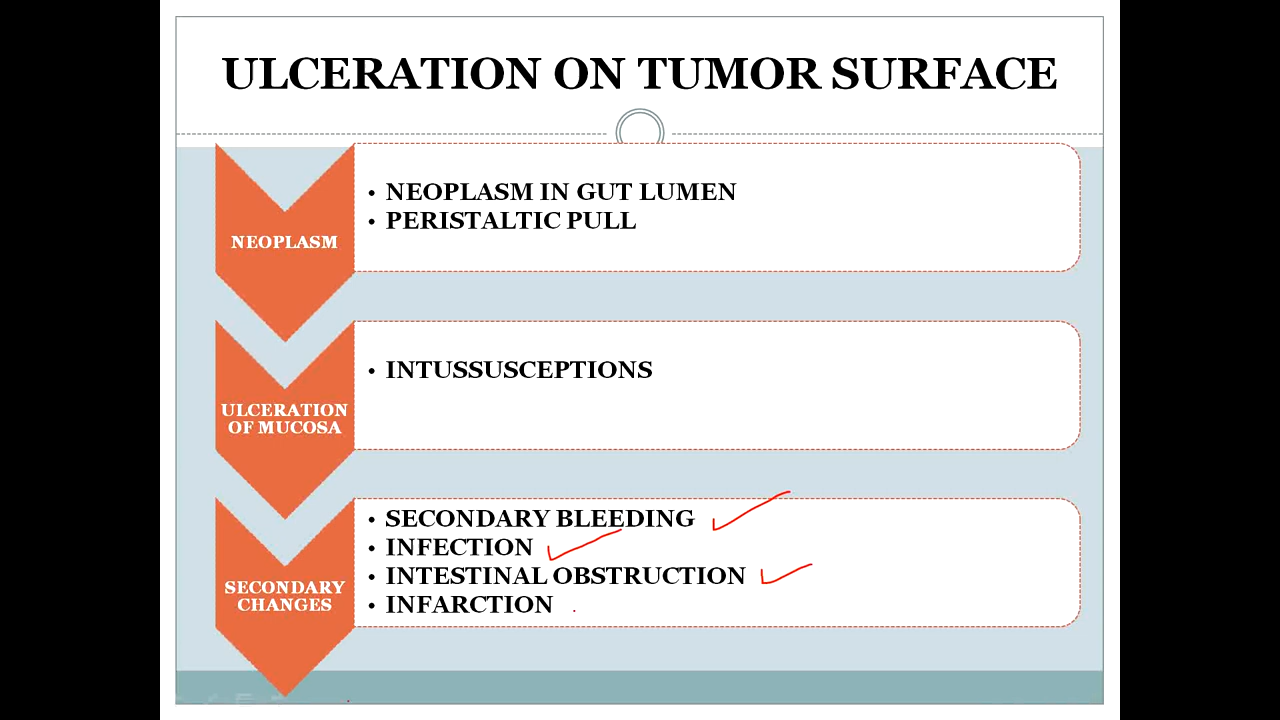 ULCERATION ON TUMOR SURFACE
NEOPLASM
• NEOPLASM IN GUT LUMEN
• PERISTALTIC PULL
ULCERATION
OF MUCOSA
• INTUSSUSCEPTIONS
SECONDARY
CHANGES
• SECONDARY BLEEDING
• INFECTION
• INTESTINAL OBSTRUCTION
• INFARCTION